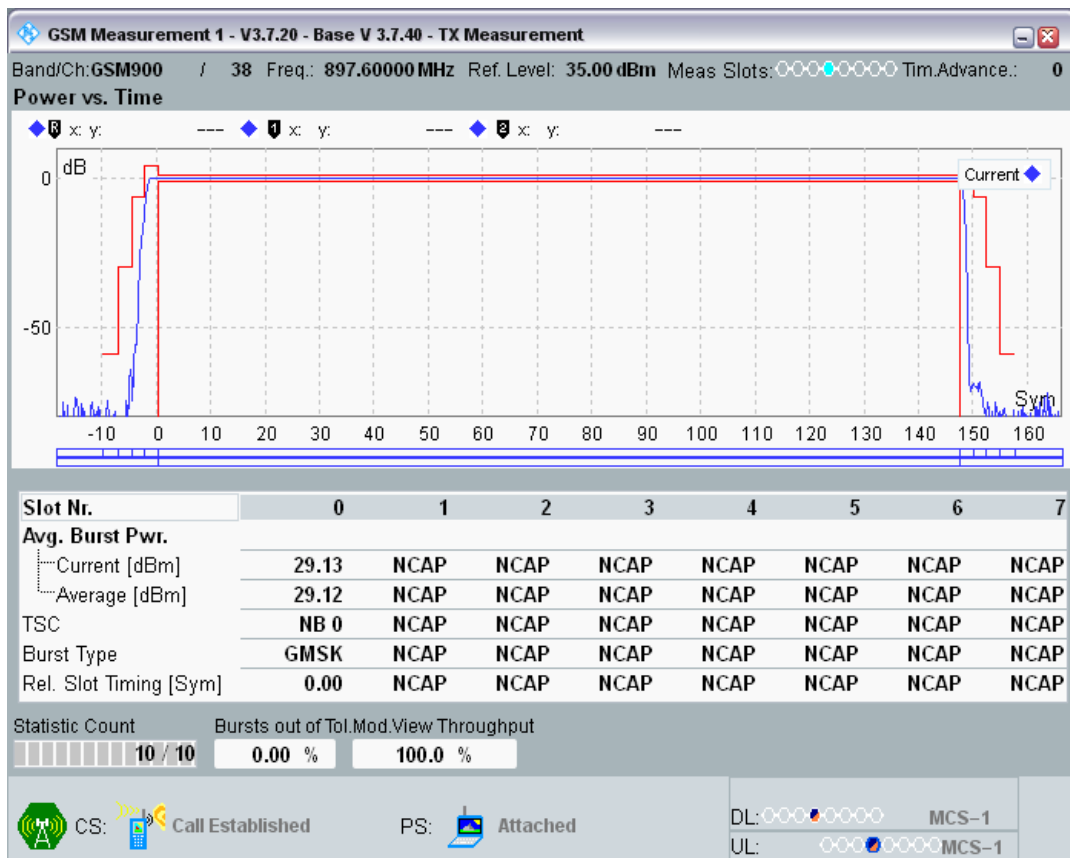 GSM Measurement 1 - V3.7.20 - Base V 3.7.40 - TX Measurement
Band/Ch:GSM900 / 38 Freq.: 897.60000 MHz Ref. Level: 35.00 dBm Meas Slots: Tim.Advance.: 0
Power vs. Time
R x: y: --- 1 x: y: --- 2 x: y: ---
dB
Current
0
-50
Sym
-10 0 10 20 30 40 50 60 70 80 90 100 110 120 130 140 150 160
Slot Nr. 0 1 2 3 4 5 6 7
Avg. Burst Pwr.
Current [dBm] 29.13 NCAP NCAP NCAP NCAP NCAP NCAP NCAP
Average [dBm] 29.12 NCAP NCAP NCAP NCAP NCAP NCAP NCAP
TSC NB 0 NCAP NCAP NCAP NCAP NCAP NCAP NCAP
Burst Type GMSK NCAP NCAP NCAP NCAP NCAP NCAP NCAP
Rel. Slot Timing [Sym] 0.00 NCAP NCAP NCAP NCAP NCAP NCAP NCAP
Statistic Count Bursts out of Tol.Mod.View Throughput
10 / 10 0.00 % 100.0 %
CS: Call Established PS: Attached
DL: MCS-1
UL: MCS-1